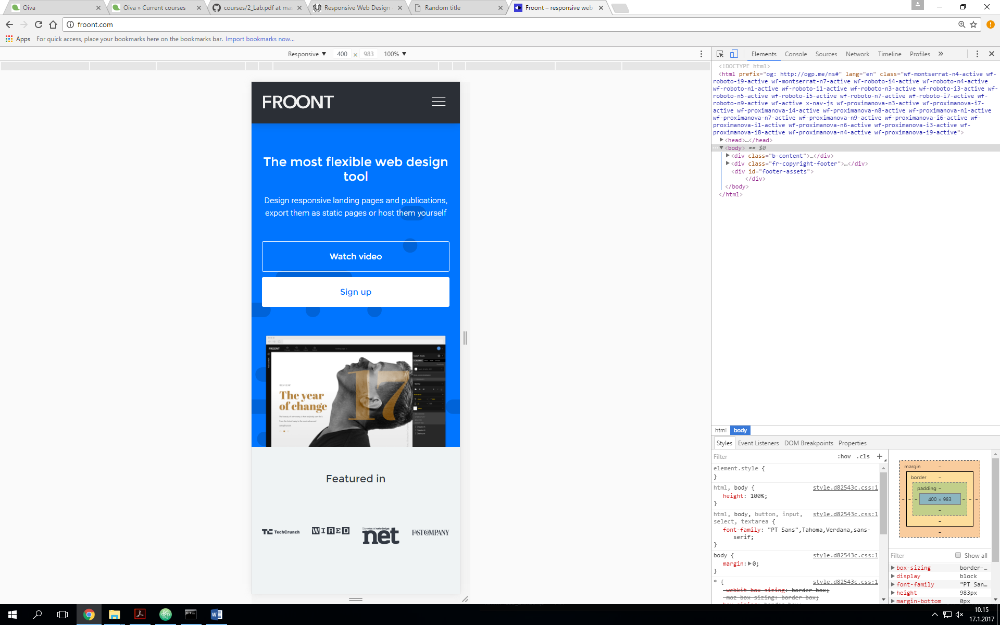 Oiva
Oiva » Current courses
courses/2_Lab.pdf at mas
Responsive Web Design
Random title
Froont – responsive web
froont.com
Apps
For quick access, place your bookmarks here on the bookmarks bar. Import bookmarks now...
Responsive ▼ 400 × 983 100% ▼
Elements Console Sources Network Timeline Profiles »
<!DOCTYPE html>
<html prefix="og: http://ogp.me/ns#" lang="en" class="wf-montserrat-n4-active wf-
roboto-i9-active wf-montserrat-n7-active wf-roboto-i4-active wf-roboto-n4-active
wf-roboto-n1-active wf-roboto-i1-active wf-roboto-n3-active wf-roboto-i3-active wf-
roboto-n5-active wf-roboto-i5-active wf-roboto-n7-active wf-roboto-i7-active wf-
roboto-n9-active wf-active x-nav-js wf-proximanova-n3-active wf-proximanova-i7-
active wf-proximanova-i4-active wf-proximanova-n8-active wf-proximanova-n1-active
wf-proximanova-n7-active wf-proximanova-n9-active wf-proximanova-i6-active wf-
proximanova-i1-active wf-proximanova-n6-active wf-proximanova-i3-active wf-
proximanova-i8-active wf-proximanova-n4-active wf-proximanova-i9-active">
<head>…</head>
<body> == $0
<div class="b-content">…</div>
<div class="fr-copyright-footer">…</div>
<div id="footer-assets">
</div>
</body>
</html>
FROONT
The most flexible web design
tool
Design responsive landing pages and publications,
export them as static pages or host them yourself
Watch video
Sign up
FROONT
REVIEW
The year
of change
17
Featured in
TC TechCrunch
WIRED
The voice of web design
net
FAST COMPANY
html body
Styles Event Listeners DOM Breakpoints Properties
Filter :hov .cls +
element.style {
}
html, body { style.d82543c.css:1
height: 100%;
}
html, body, button, input, style.d82543c.css:1
select, textarea {
font-family: "PT Sans",Tahoma,Verdana,sans-
serif;
}
body { style.d82543c.css:1
margin: 0;
}
* { style.d82543c.css:1
-webkit-box-sizing: border-box;
-moz-box-sizing: border-box;
box-sizing: border-box;
margin –
border –
padding –
– – – 400 × 983 – – –
–
–
–
Filter Show all
box-sizing border-…
display block
font-family "PT San…
height 983px
margin-bottom 0px
10.15
17.1.2017